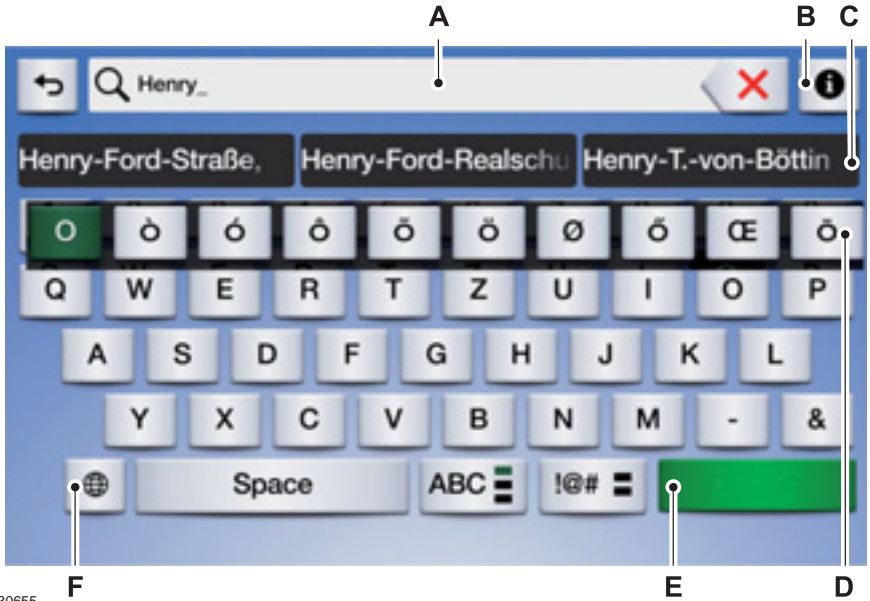 A B C
Henry_ i
Henry-Ford-Straße, Henry-Ford-Realschu Henry-T.-von-Böttin
O Ò Ó Ô Õ Ö Ø Ő Œ Ō
Q W E R T Z U I O P
A S D F G H J K L
Y X C V B N M - &
Space ABC !@#
F E D